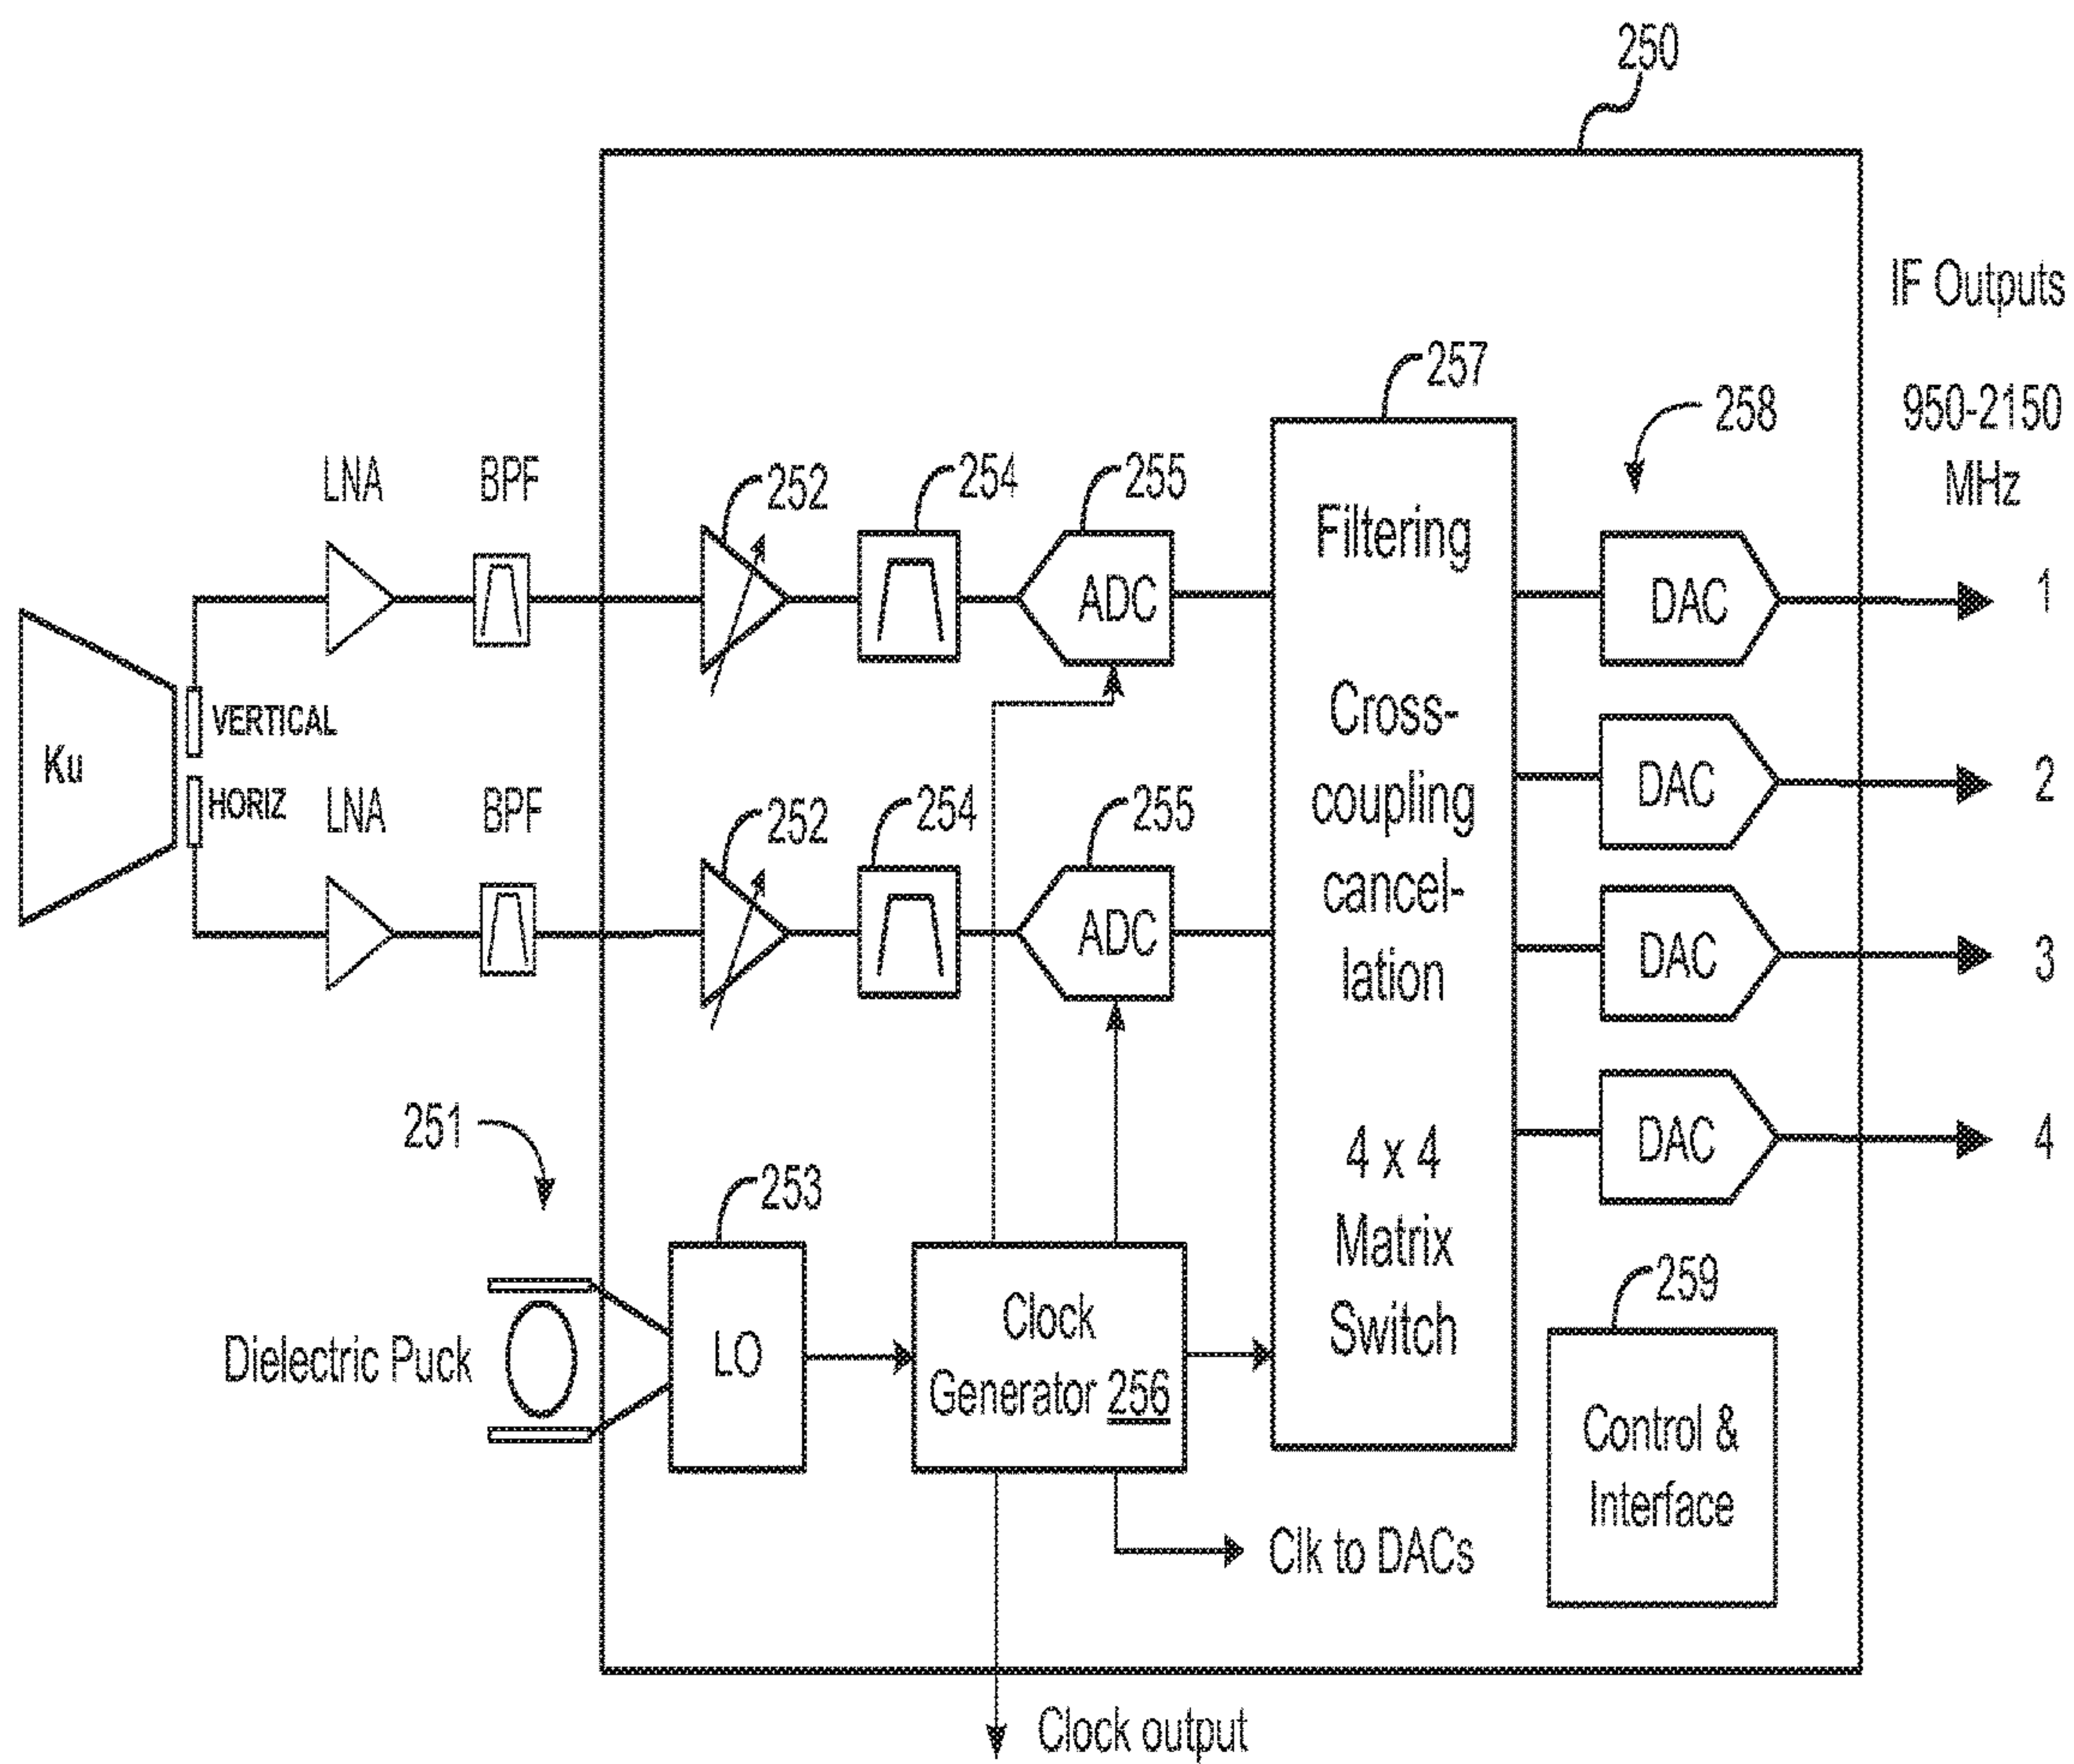 250
IF Outputs
950-2150
MHz
257
258
LNA
BPF
252
254
255
Filtering
Cross-
coupling
cancel-
lation
4 x 4
Matrix
Switch
ADC
DAC
1
Ku
VERTICAL
HORIZ
DAC
2
LNA
BPF
252
254
255
ADC
DAC
3
251
253
DAC
4
Dielectric Puck
LO
Clock
Generator 256
259
Control &
Interface
Clk to DACs
Clock output